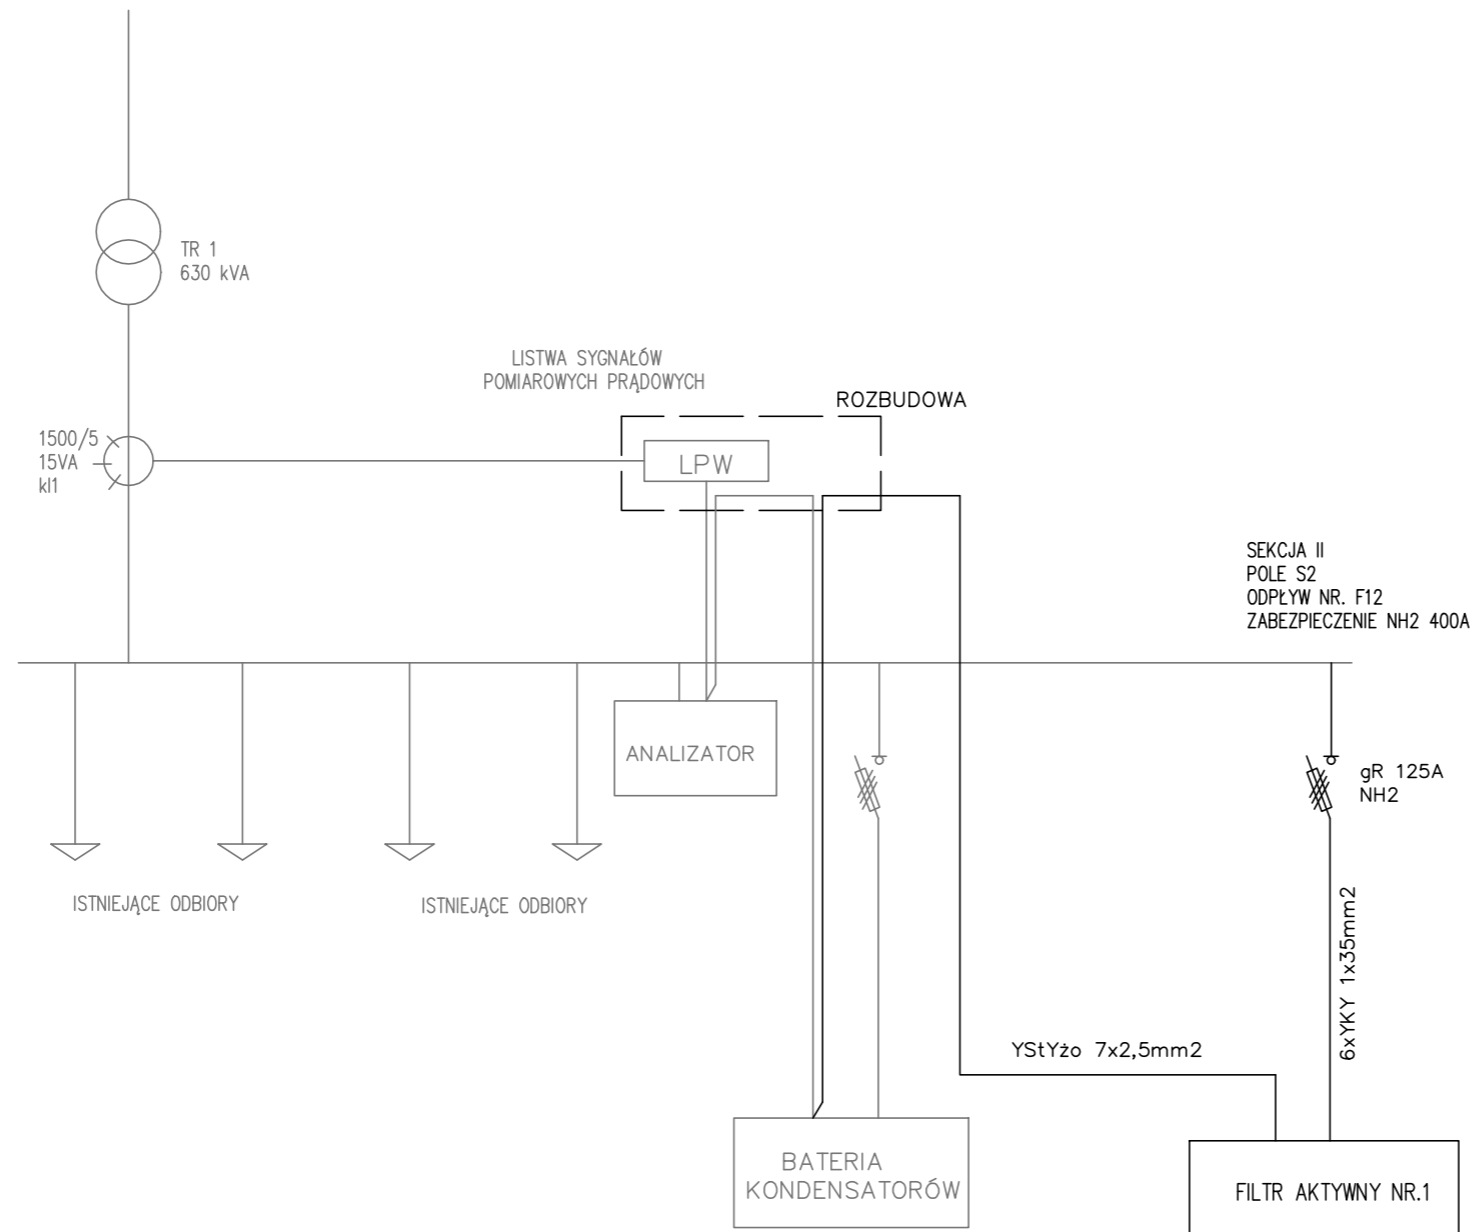 TR 1
630 kVA
LISTWA SYGNAŁÓW
POMIAROWYCH PRĄDOWYCH
ROZBUDOWA
1500/5
15VA
kl1
LPW
SEKCJA II
POLE S2
ODPŁYW NR. F12
ZABEZPIECZENIE NH2 400A
ANALIZATOR
gR 125A
NH2
ISTNIEJĄCE ODBIORY
ISTNIEJĄCE ODBIORY
6xYKY 1x35mm2
YStYżo 7x2,5mm2
BATERIA
KONDENSATORÓW
FILTR AKTYWNY NR.1